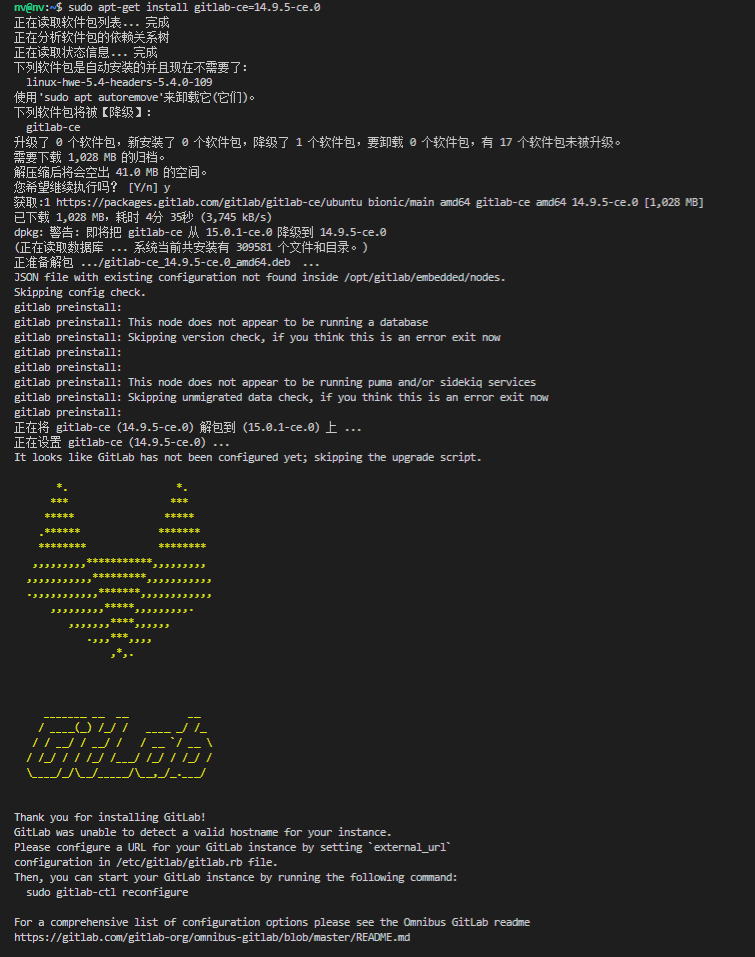 nv@nv:~$ sudo apt-get install gitlab-ce=14.9.5-ce.0
正在读取软件包列表... 完成
正在分析软件包的依赖关系树
正在读取状态信息... 完成
下列软件包是自动安装的并且现在不需要了：
  linux-hwe-5.4-headers-5.4.0-109
使用'sudo apt autoremove'来卸载它(它们)。
下列软件包将被【降级】：
  gitlab-ce
升级了 0 个软件包，新安装了 0 个软件包，降级了 1 个软件包，要卸载 0 个软件包，有 17 个软件包未被升级。
需要下载 1,028 MB 的归档。
解压缩后将会空出 41.0 MB 的空间。
您希望继续执行吗？ [Y/n] y
获取:1 https://packages.gitlab.com/gitlab/gitlab-ce/ubuntu bionic/main amd64 gitlab-ce amd64 14.9.5-ce.0 [1,028 MB]
已下载 1,028 MB，耗时 4分 35秒 (3,745 kB/s)
dpkg: 警告: 即将把 gitlab-ce 从 15.0.1-ce.0 降级到 14.9.5-ce.0
(正在读取数据库 ... 系统当前共安装有 309581 个文件和目录。)
正准备解包 .../gitlab-ce_14.9.5-ce.0_amd64.deb  ...
JSON file with existing configuration not found inside /opt/gitlab/embedded/nodes.
Skipping config check.
gitlab preinstall:
gitlab preinstall: This node does not appear to be running a database
gitlab preinstall: Skipping version check, if you think this is an error exit now
gitlab preinstall:
gitlab preinstall:
gitlab preinstall: This node does not appear to be running puma and/or sidekiq services
gitlab preinstall: Skipping unmigrated data check, if you think this is an error exit now
gitlab preinstall:
正在将 gitlab-ce (14.9.5-ce.0) 解包到 (15.0.1-ce.0) 上 ...
正在设置 gitlab-ce (14.9.5-ce.0) ...
It looks like GitLab has not been configured yet; skipping the upgrade script.

       *.                  *.
      ***                 ***
     *****               *****
    .******             *******
    ********            ********
   ,,,,,,,,,***********,,,,,,,,,
  ,,,,,,,,,,,*********,,,,,,,,,,,
  .,,,,,,,,,,,*******,,,,,,,,,,,,
      ,,,,,,,,,*****,,,,,,,,,.
         ,,,,,,,****,,,,,,
            .,,,***,,,,
                ,*,.

     _______ __  __          __
    / ____(_) /_/ /   ____ _/ /_
   / / __/ / __/ /   / __ `/ __ \
  / /_/ / / /_/ /___/ /_/ / /_/ /
  \____/_/\__/_____/\__,_/_.___/

Thank you for installing GitLab!
GitLab was unable to detect a valid hostname for your instance.
Please configure a URL for your GitLab instance by setting `external_url`
configuration in /etc/gitlab/gitlab.rb file.
Then, you can start your GitLab instance by running the following command:
  sudo gitlab-ctl reconfigure

For a comprehensive list of configuration options please see the Omnibus GitLab readme
https://gitlab.com/gitlab-org/omnibus-gitlab/blob/master/README.md